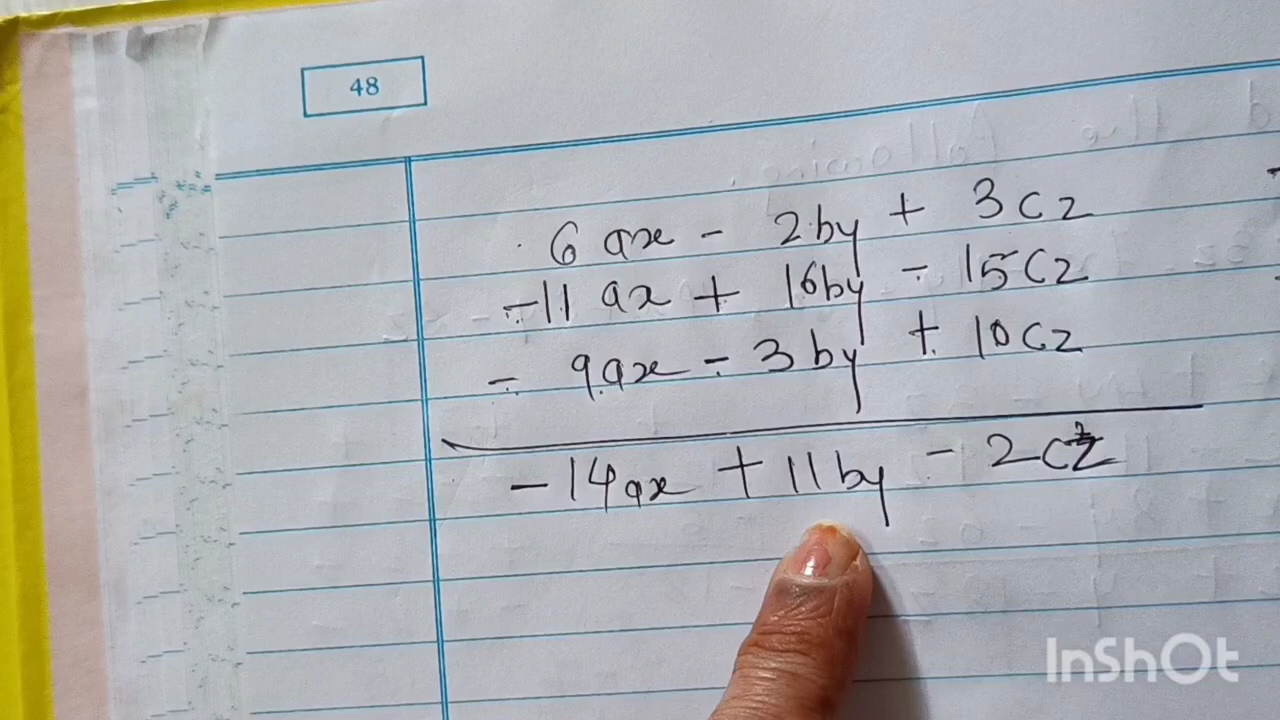 48
6ax - 2by + 3cz
-11ax + 16by - 15cz
- 9ax - 3by + 10cz
-14ax + 11by - 2cz
InShOt